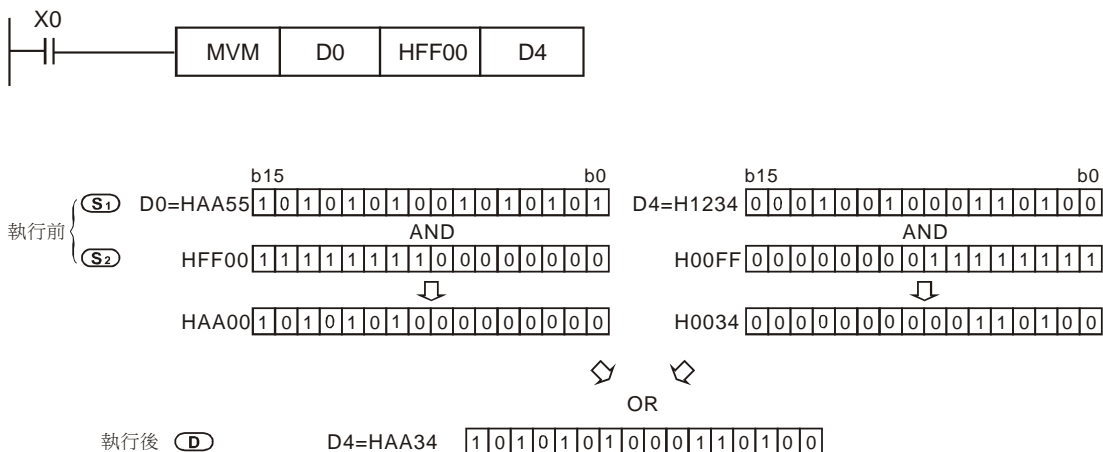 X0
MVM D0 HFF00 D4
b15 b0 b15 b0
S1 D0=HAA55 1 0 1 0 1 0 1 0 0 1 0 1 0 1 0 1 D4=H1234 0 0 0 1 0 0 1 0 0 0 1 1 0 1 0 0
執行前 AND AND
S2 HFF00 1 1 1 1 1 1 1 1 0 0 0 0 0 0 0 0 H00FF 0 0 0 0 0 0 0 0 1 1 1 1 1 1 1 1
HAA00 1 0 1 0 1 0 1 0 0 0 0 0 0 0 0 0 H0034 0 0 0 0 0 0 0 0 0 0 1 1 0 1 0 0
OR
執行後 D D4=HAA34 1 0 1 0 1 0 1 0 0 0 1 1 0 1 0 0